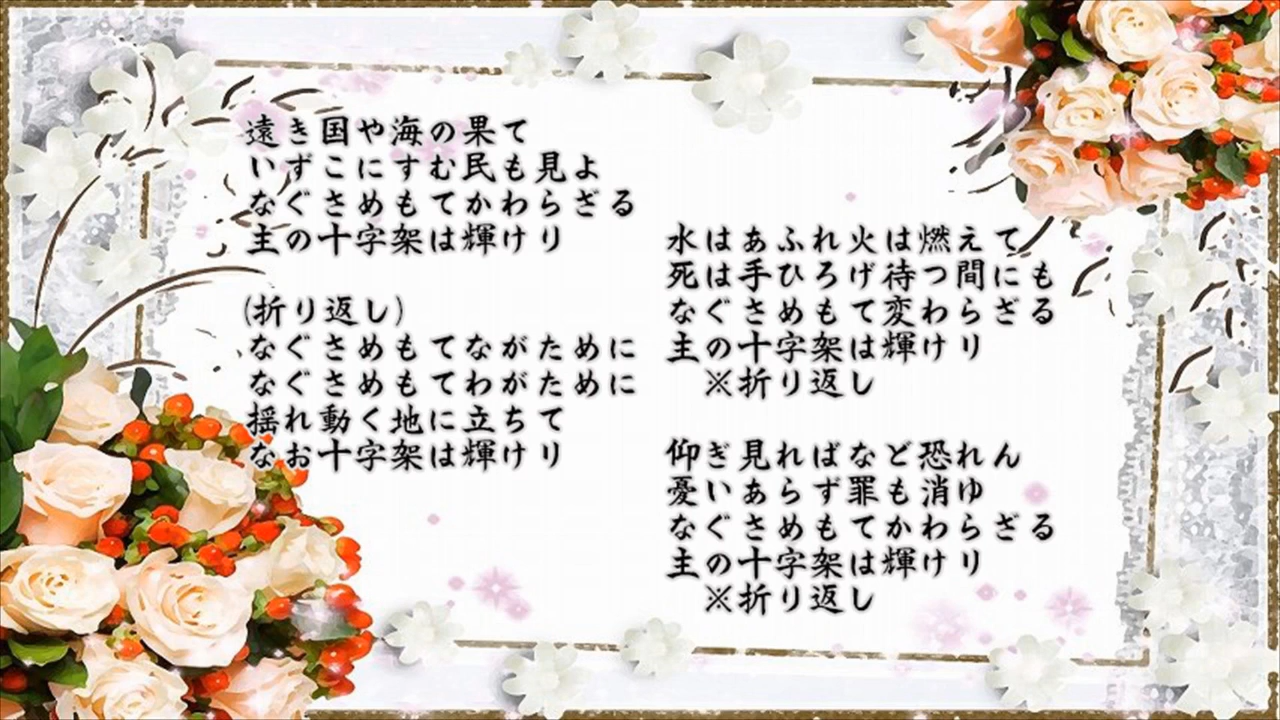 遠き国や海の果て
いずこにすむ民も見よ
なぐさめもてかわらざる
主の十字架は輝けり
(折り返し)
なぐさめもてながために
なぐさめもてわがために
揺れ動く地に立ちて
なお十字架は輝けり
水はあふれ火は燃えて
死は手ひろげ待つ間にも
なぐさめもて変わらざる
主の十字架は輝けり
※折り返し
仰ぎ見ればなど恐れん
憂いあらず罪も消ゆ
なぐさめもてかわらざる
主の十字架は輝けり
※折り返し